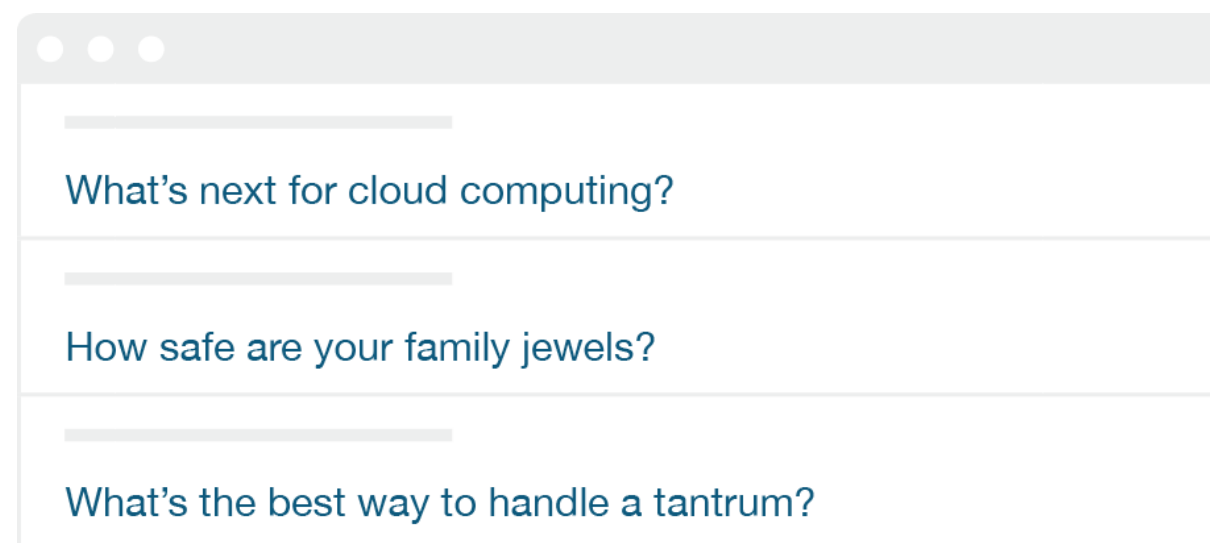 What’s next for cloud computing?
How safe are your family jewels?
What’s the best way to handle a tantrum?